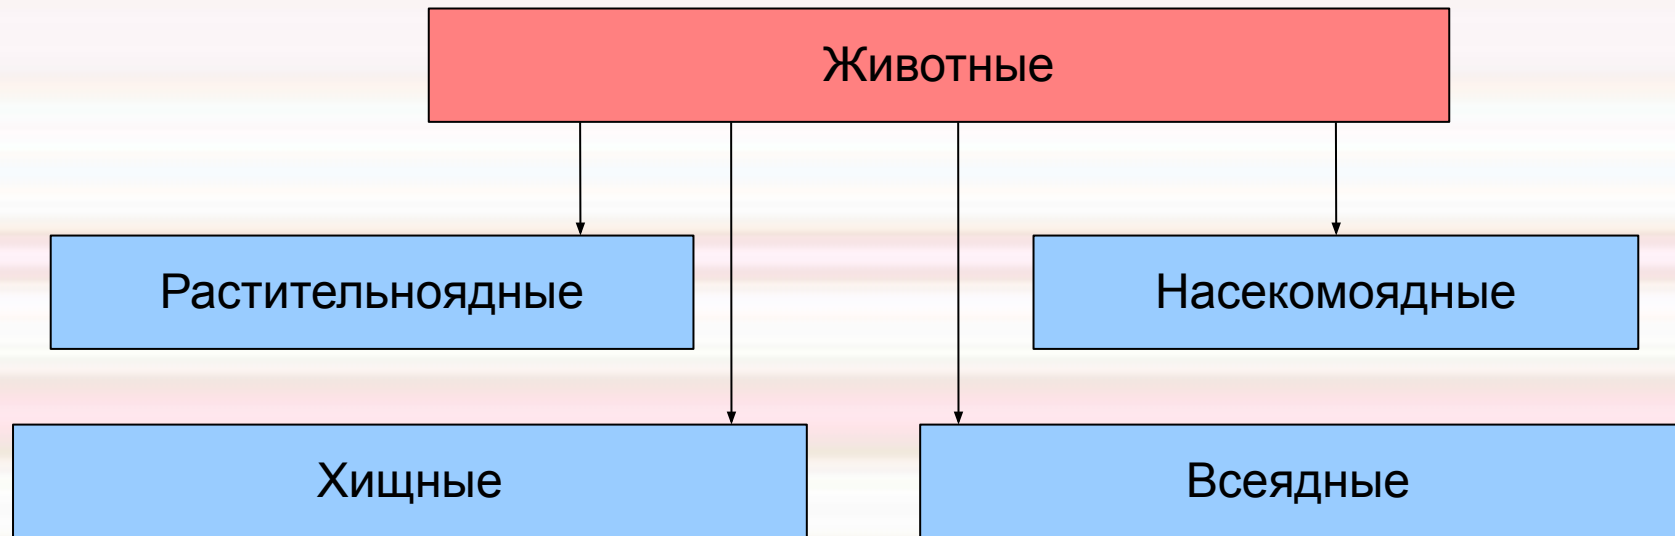 Животные
Растительноядные
Насекомоядные
Хищные
Всеядные